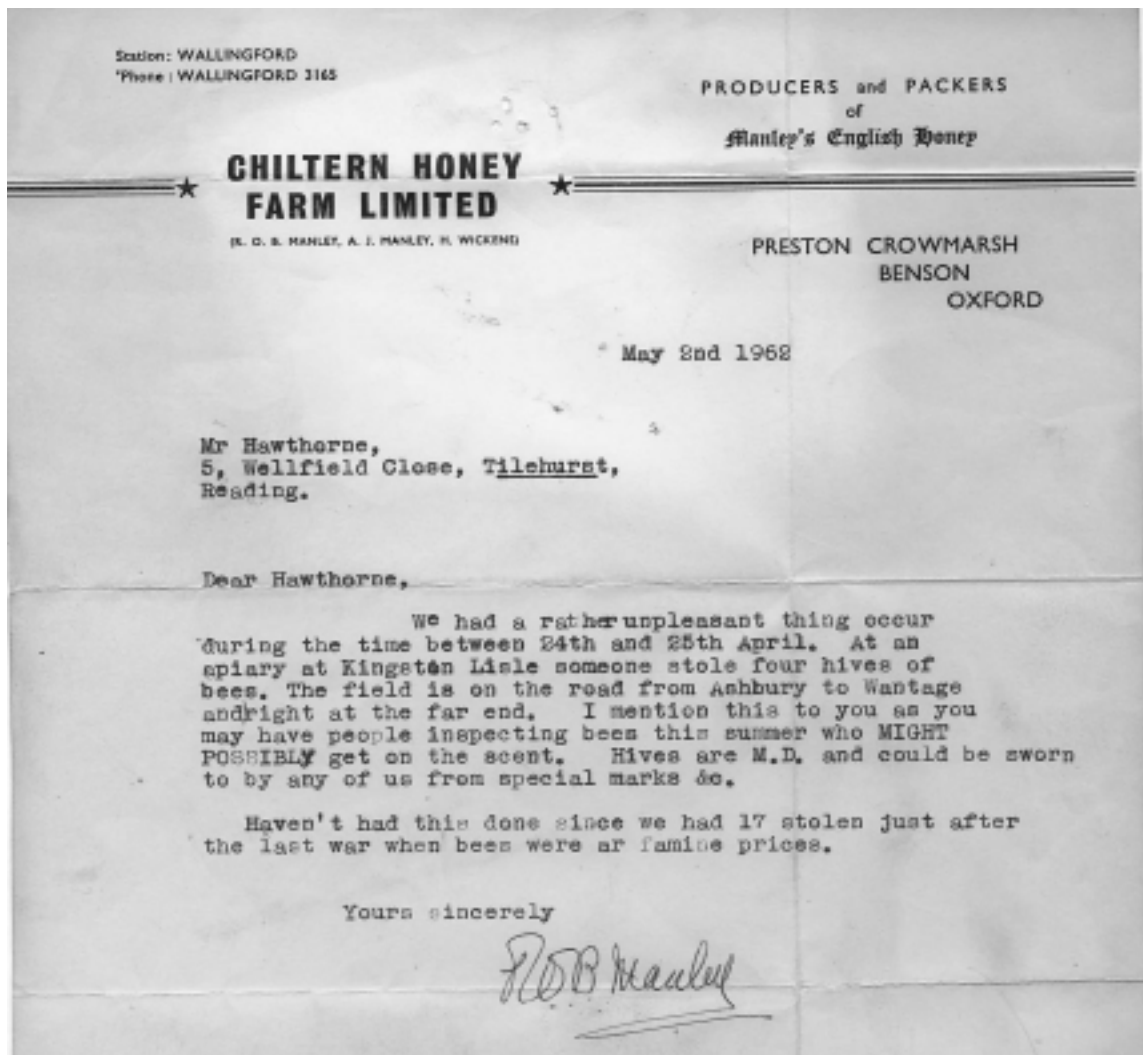 Station: WALLINGFORD
'Phone: WALLINGFORD 3165
PRODUCERS and PACKERS
of
Manley's English Honey
CHILTERN HONEY
FARM LIMITED
(R. O. B. MANLEY, A. J. MANLEY, H. WICKENS)
PRESTON CROWMARSH
BENSON
OXFORD
May 2nd 1962
Mr Hawthorne,
5, Wellfield Close, Tilehurst,
Reading.
Dear Hawthorne,
We had a rather unpleasant thing occur
during the time between 24th and 25th April. At an
apiary at Kingston Lisle someone stole four hives of
bees. The field is on the road from Ashbury to Wantage
and right at the far end. I mention this to you as you
may have people inspecting bees this summer who MIGHT
POSSIBLY get on the scent. Hives are M.D. and could be sworn
to by any of us from special marks &c.
Haven't had this done since we had 17 stolen just after
the last war when bees were ar famine prices.
Yours sincerely
ROB Manley